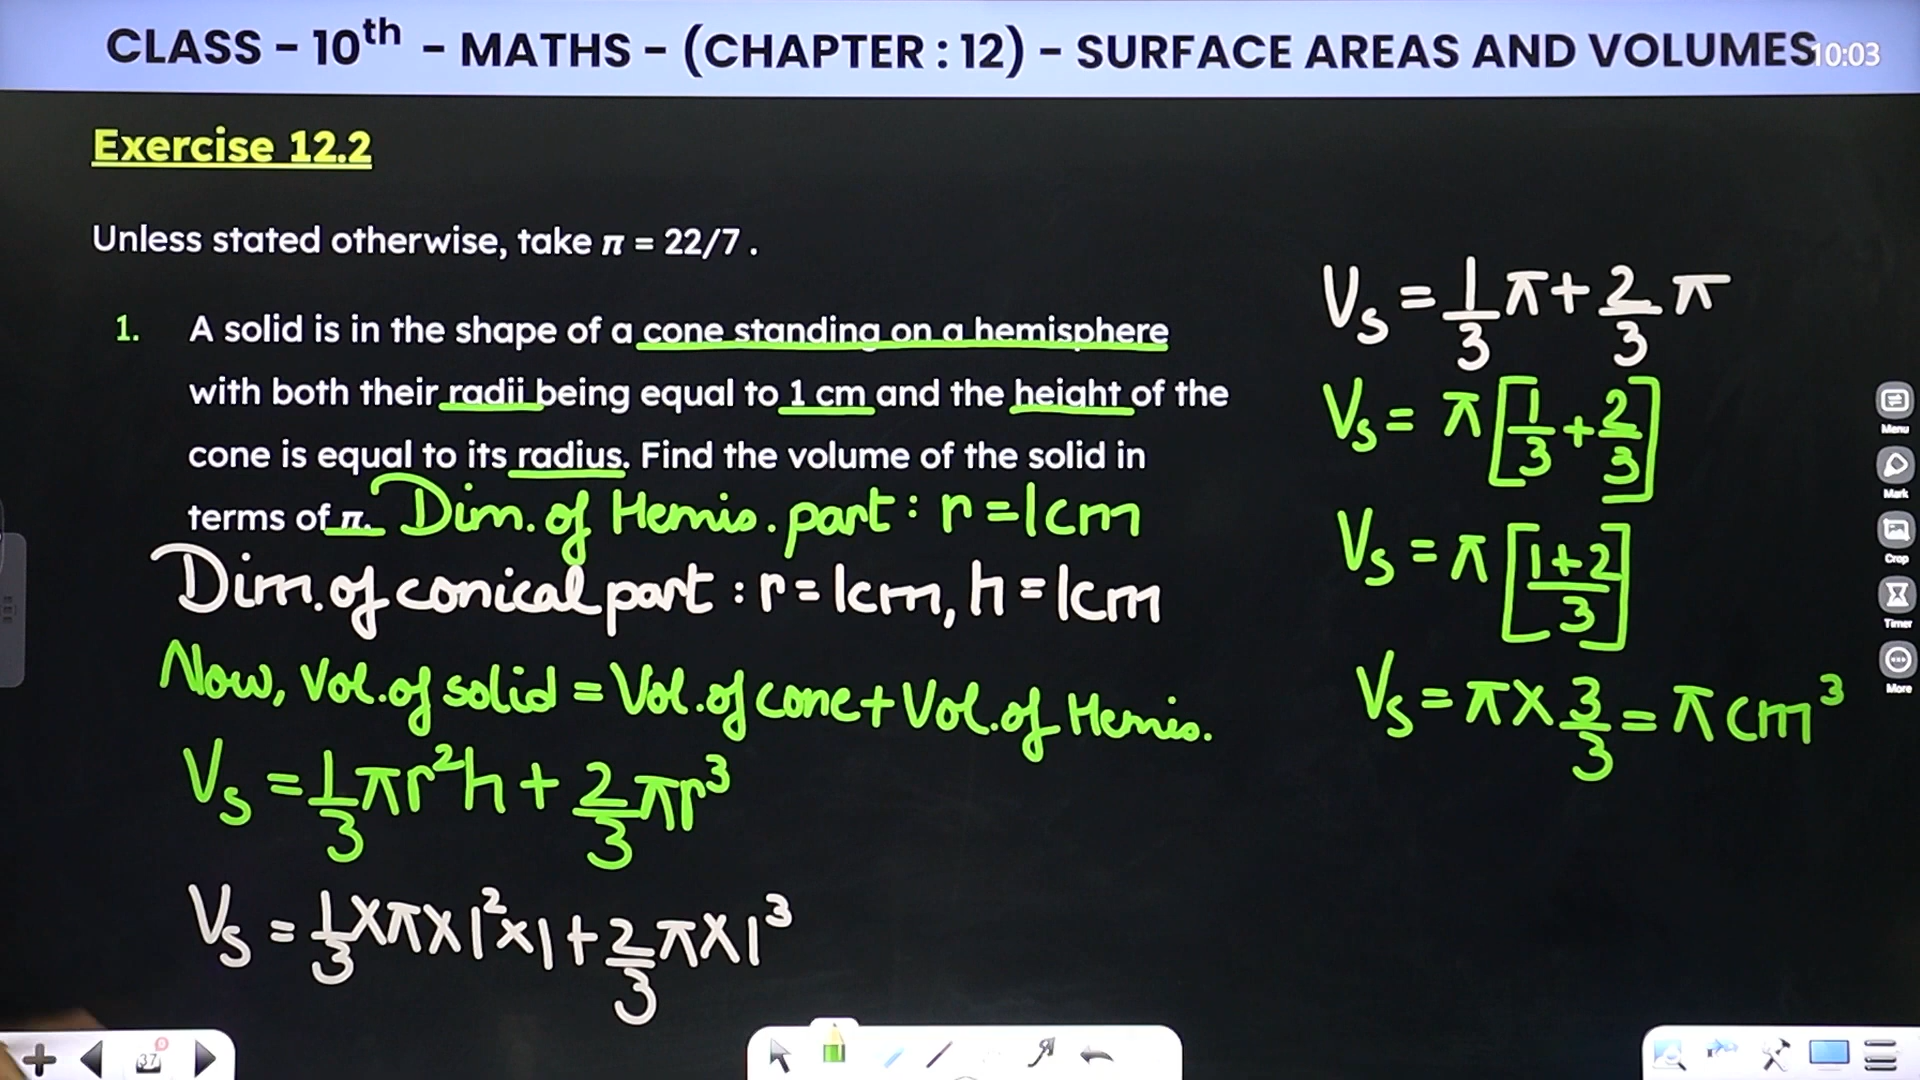 CLASS – 10th – MATHS – (CHAPTER : 12) – SURFACE AREAS AND VOLUMES
10:03
Exercise 12.2
Unless stated otherwise, take π = 22/7 .
1. A solid is in the shape of a cone standing on a hemisphere
with both their radii being equal to 1 cm and the height of the
cone is equal to its radius. Find the volume of the solid in
terms of π.
Dim. of Hemis. part : r = 1cm
Dim. of conical part : r = 1cm, h = 1cm
Now, Vol. of solid = Vol. of cone + Vol. of Hemis.
Vs = 1/3 πr²h + 2/3 πr³
Vs = 1/3 × π × 1² × 1 + 2/3 π × 1³
Vs = 1/3 π + 2/3 π
Vs = π [1/3 + 2/3]
Vs = π [1+2/3]
Vs = π × 3/3 = π cm³
Menu
Mark
Crop
Timer
More
37